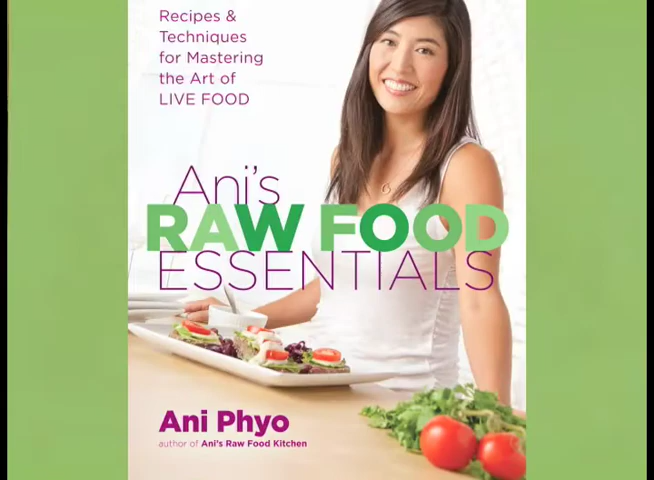 Recipes &
Techniques
for Mastering
the Art of
LIVE FOOD
Ani's
RAW FOOD
ESSENTIALS
Ani Phyo
author of Ani's Raw Food Kitchen